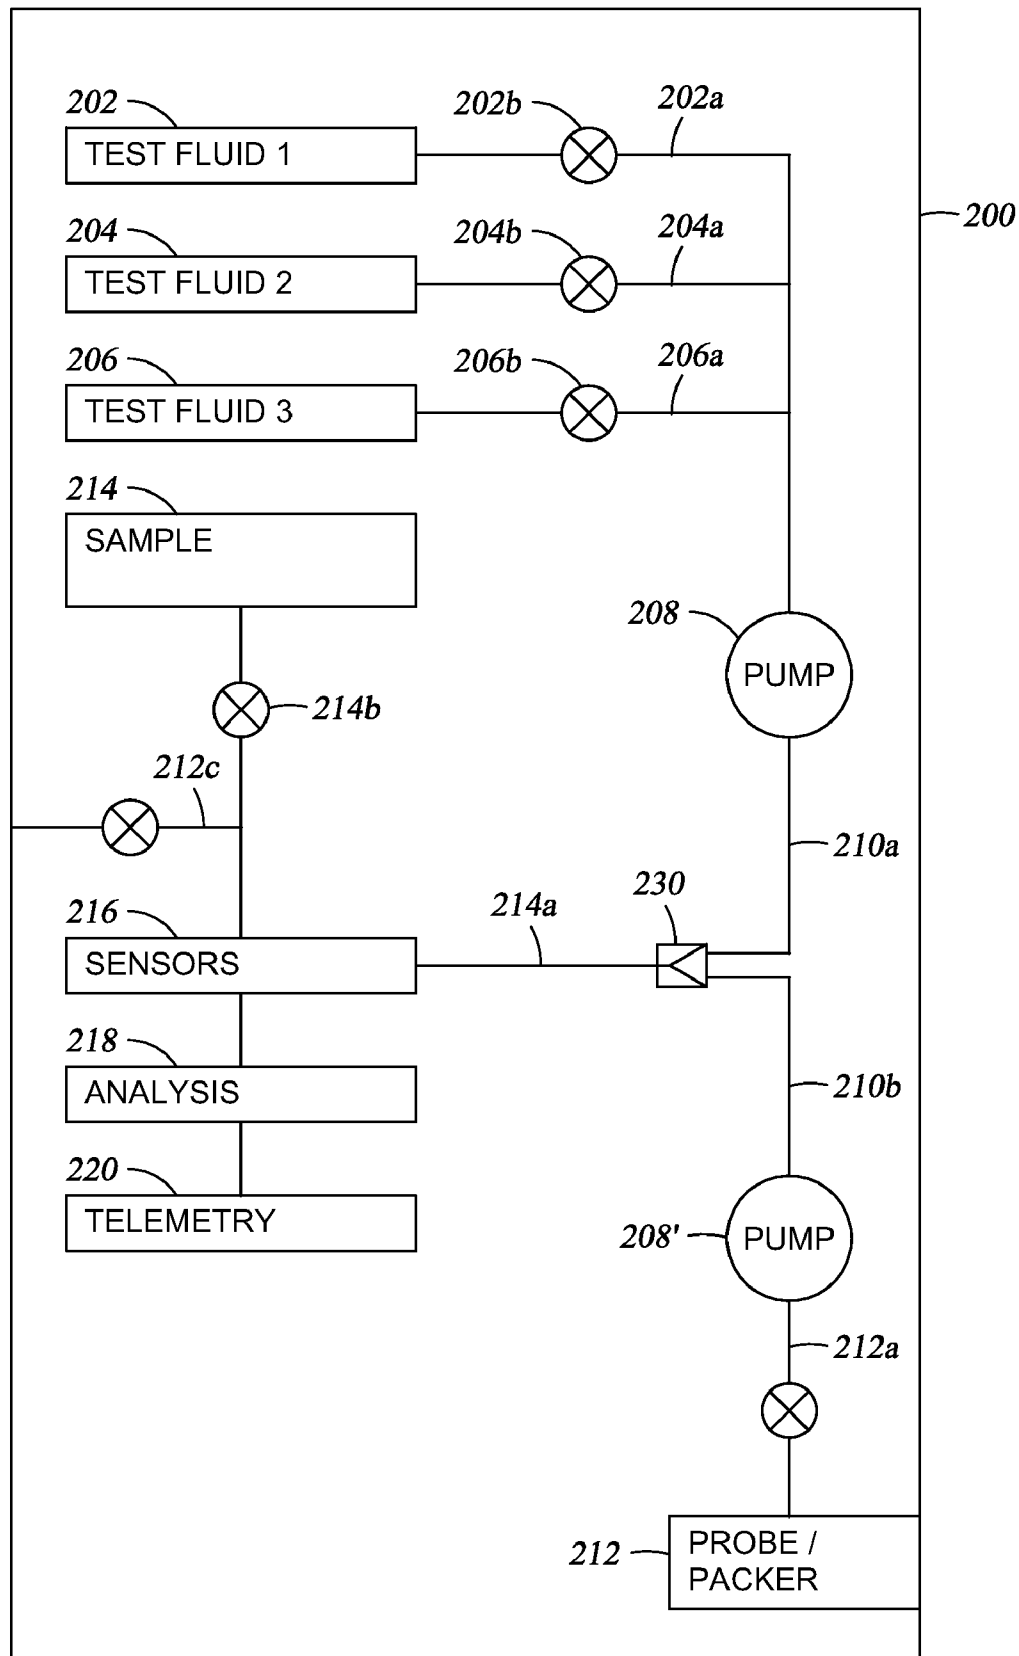 202
202b
202a
TEST FLUID 1
200
204
204b
204a
TEST FLUID 2
206
206b
206a
TEST FLUID 3
214
SAMPLE
208
PUMP
214b
212c
210a
230
214a
216
SENSORS
218
ANALYSIS
210b
220
TELEMETRY
208'
PUMP
212a
212
PROBE /
PACKER